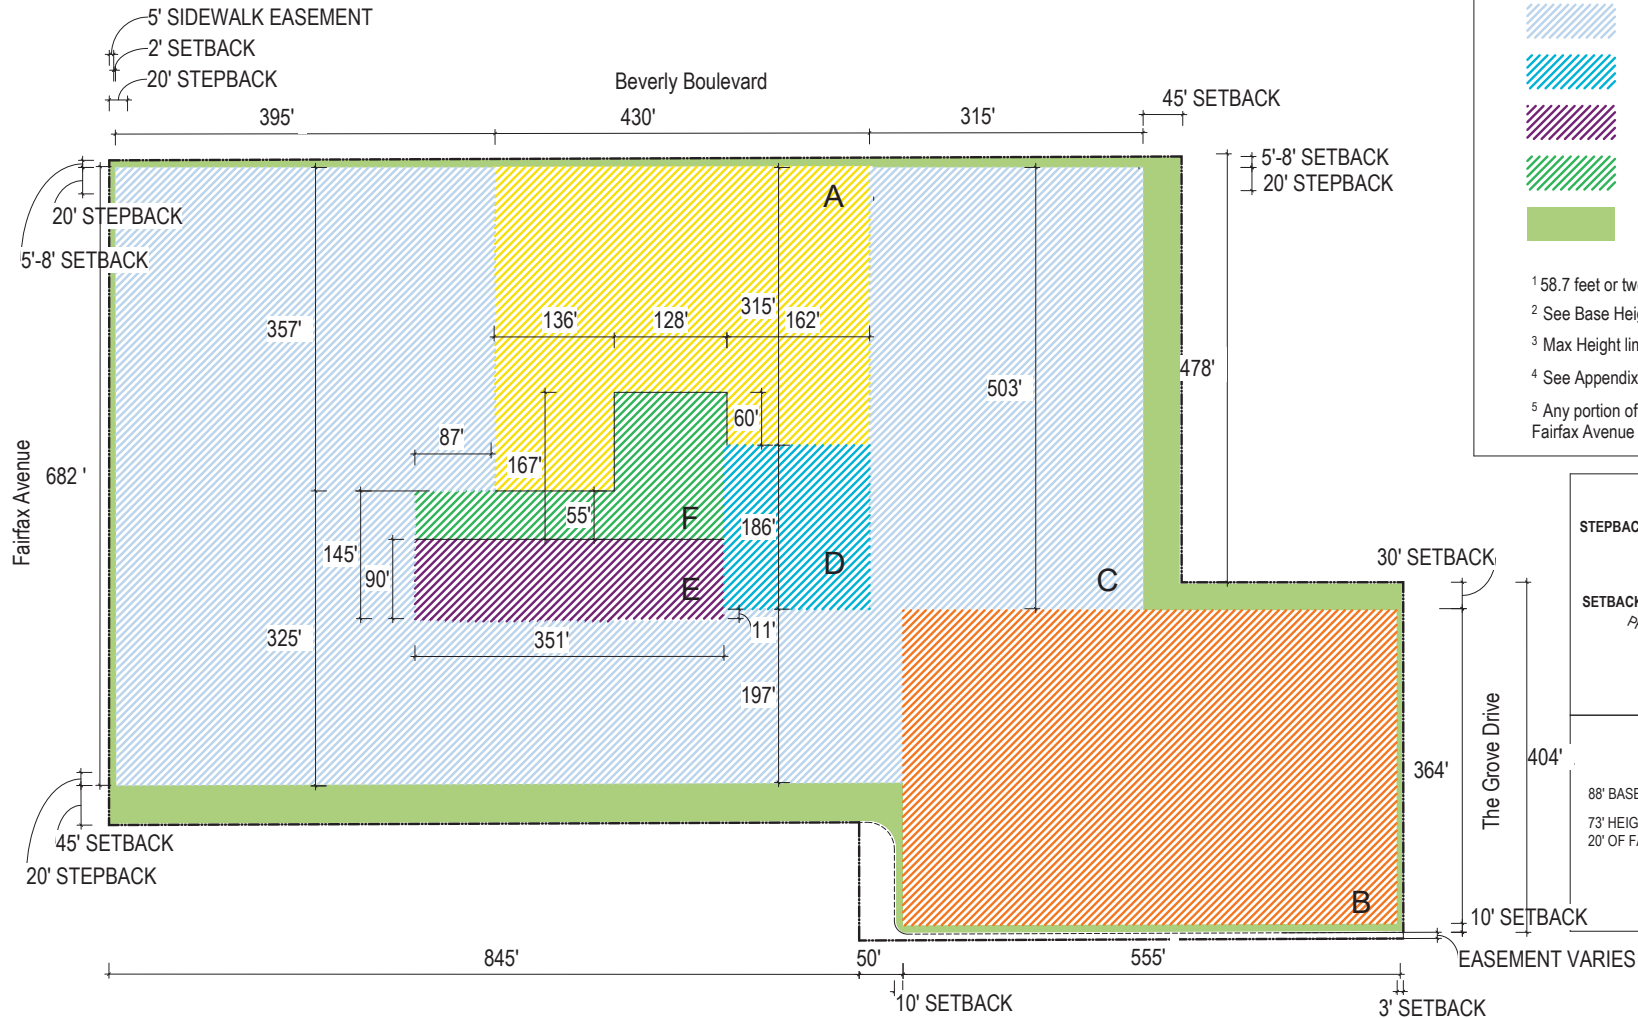 5' SIDEWALK EASEMENT
2' SETBACK
20' STEPBACK
Beverly Boulevard
45' SETBACK
395'
430'
315'
5'-8' SETBACK
20' STEPBACK
20' STEPBACK
5'-8' SETBACK
A
357'
136'
128'
315'
162'
478'
503'
60'
87'
167'
Fairfax Avenue
682 '
55'
F
186'
145'
90'
E
D
C
30' SETBACK
325'
351'
11'
197'
364'
The Grove Drive
404'
45' SETBACK
20' STEPBACK
B
10' SETBACK
845'
50'
555'
EASEMENT VARIES
10' SETBACK
3' SETBACK
1 58.7 feet or tw
2 See Base Hei
3 Max Height lin
4 See Appendix
5 Any portion of
Fairfax Avenue
STEPBAC
SETBACK
88' BASE
73' HEIG
20' OF FA